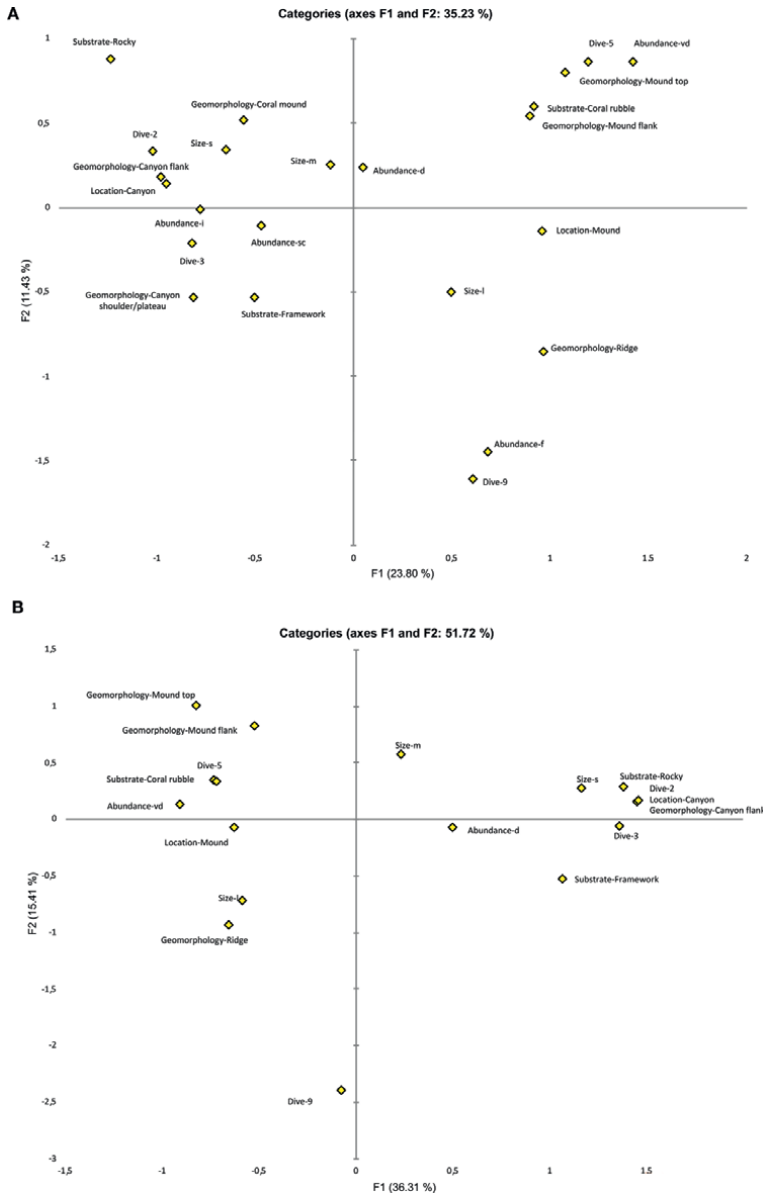 A
Categories (axes F1 and F2: 35.23 %)
1
Substrate-Rocky
Dive-5
Abundance-vd
Geomorphology-Mound top
Geomorphology-Coral mound
Substrate-Coral rubble
0,5
Geomorphology-Mound flank
Dive-2
Size-s
Size-m
Geomorphology-Canyon flank
Abundance-d
Location-Canyon
0
Abundance-i
Location-Mound
Abundance-sc
Dive-3
Geomorphology-Canyon
shoulder/plateau
Size-l
-0,5
Substrate-Framework
F2 (11.43 %)
Geomorphology-Ridge
-1
Abundance-f
-1,5
Dive-9
-2
-1,5
-1
-0,5
0
0,5
1
1.5
2
F1 (23.80 %)
B
Categories (axes F1 and F2: 51.72 %)
1,5
Geomorphology-Mound top
1
Geomorphology-Mound flank
Size-m
Dive-5
0,5
Substrate-Coral rubble
Size-s
Substrate-Rocky
Dive-2
Abundance-vd
Location-Canyon
Geomorphology-Canyon flank
0
Location-Mound
Abundance-d
Dive-3
-0,5
Substrate-Framework
Size-l
F2 (15.41 %)
Geomorphology-Ridge
-1
-1,5
-2
Dive-9
-2,5
-3
-1,5
-1
-0,5
0
0,5
1
1.5
F1 (36.31 %)